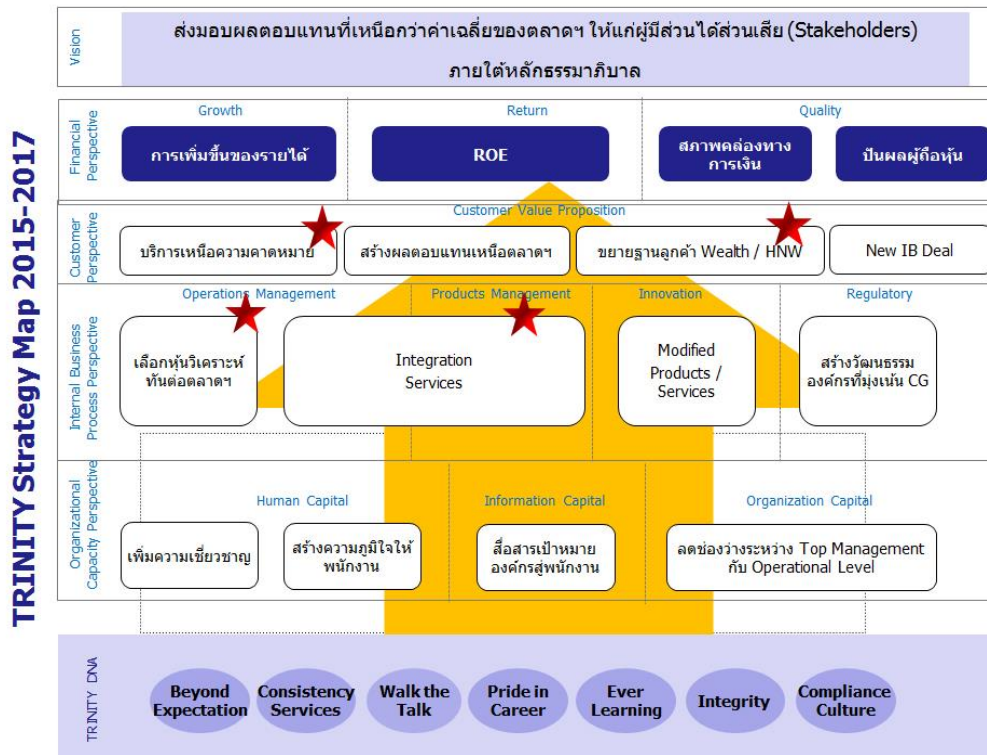 TRINITY Strategy Map 2015-2017
Vision
ส่งมอบผลตอบแทนที่เหนือกว่าค่าเฉลี่ยของตลาดฯ ให้แก่ผู้มีส่วนได้ส่วนเสีย (Stakeholders)
ภายใต้หลักธรรมาภิบาล
Financial
Perspective
Growth
Return
Quality
การเพิ่มขึ้นของรายได้
ROE
สภาพคล่องทาง
การเงิน
ปันผลผู้ถือหุ้น
Customer
Perspective
Customer Value Proposition
บริการเหนือความคาดหมาย
สร้างผลตอบแทนเหนือตลาดฯ
ขยายฐานลูกค้า Wealth / HNW
New IB Deal
Internal Business
Process Perspective
Operations Management
Products Management
Innovation
Regulatory
เลือกหุ้นวิเคราะห์
ทันต่อตลาดฯ
Integration
Services
Modified
Products /
Services
สร้างวัฒนธรรม
องค์กรที่มุ่งเน้น CG
Organizational
Capacity Perspective
Human Capital
Information Capital
Organization Capital
เพิ่มความเชี่ยวชาญ
สร้างความภูมิใจให้
พนักงาน
สื่อสารเป้าหมาย
องค์กรสู่พนักงาน
ลดช่องว่างระหว่าง Top Management
กับ Operational Level
TRINITY DNA
Beyond
Expectation
Consistency
Services
Walk the
Talk
Pride in
Career
Ever
Learning
Integrity
Compliance
Culture